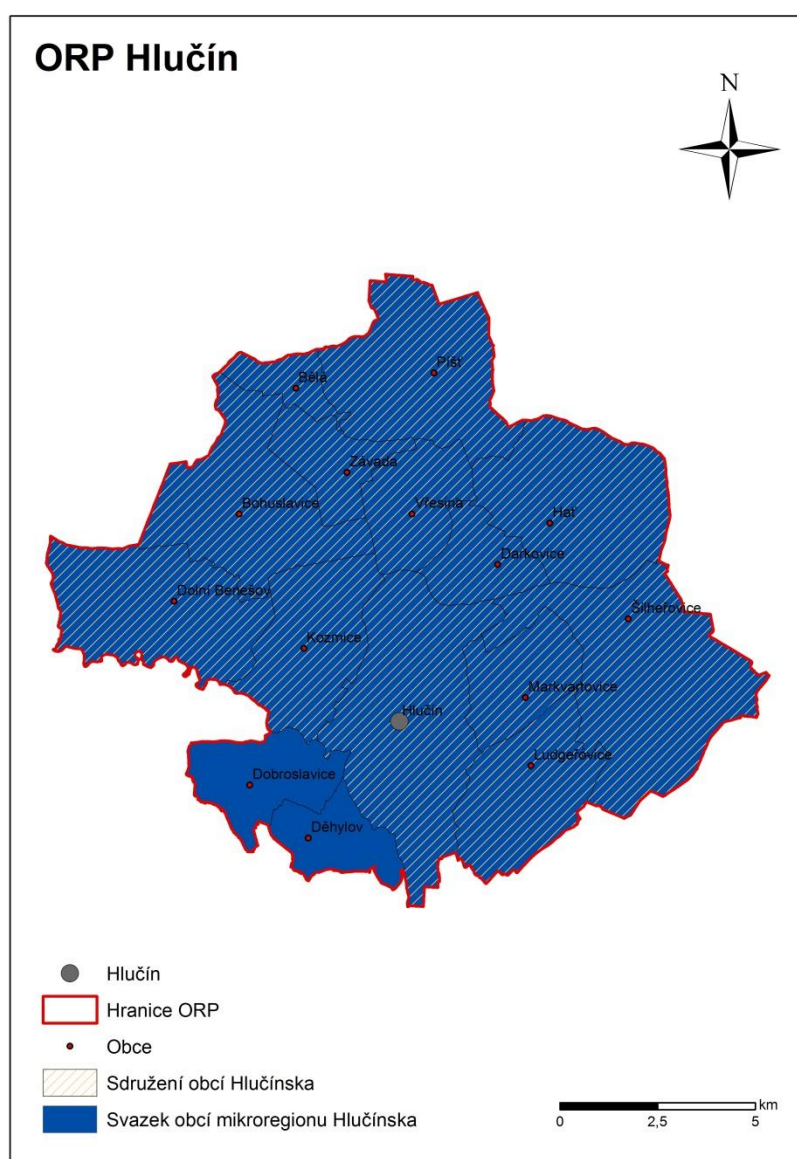 ORP Hlučín
N
Píšť
Bělá
Závada
Bohuslavice
Vřesina
Hať
Darkovice
Dolní Benešov
Šilheřovice
Kozmice
Markvartovice
Hlučín
Ludgeřovice
Dobroslavice
Děhylov
Hlučín
Hranice ORP
Obce
Sdružení obcí Hlučínska
Svazek obcí mikroregionu Hlučínska
km
0 2,5 5